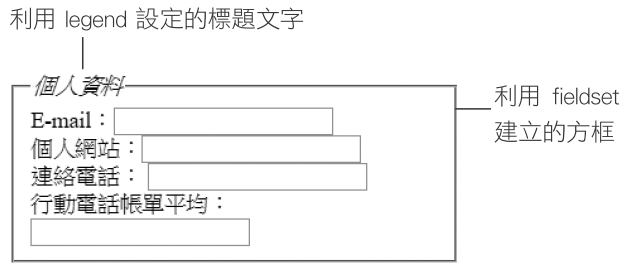 利用 legend 設定的標題文字
個人資料
E-mail：
個人網站：
連絡電話：
行動電話帳單平均：
利用 fieldset
建立的方框